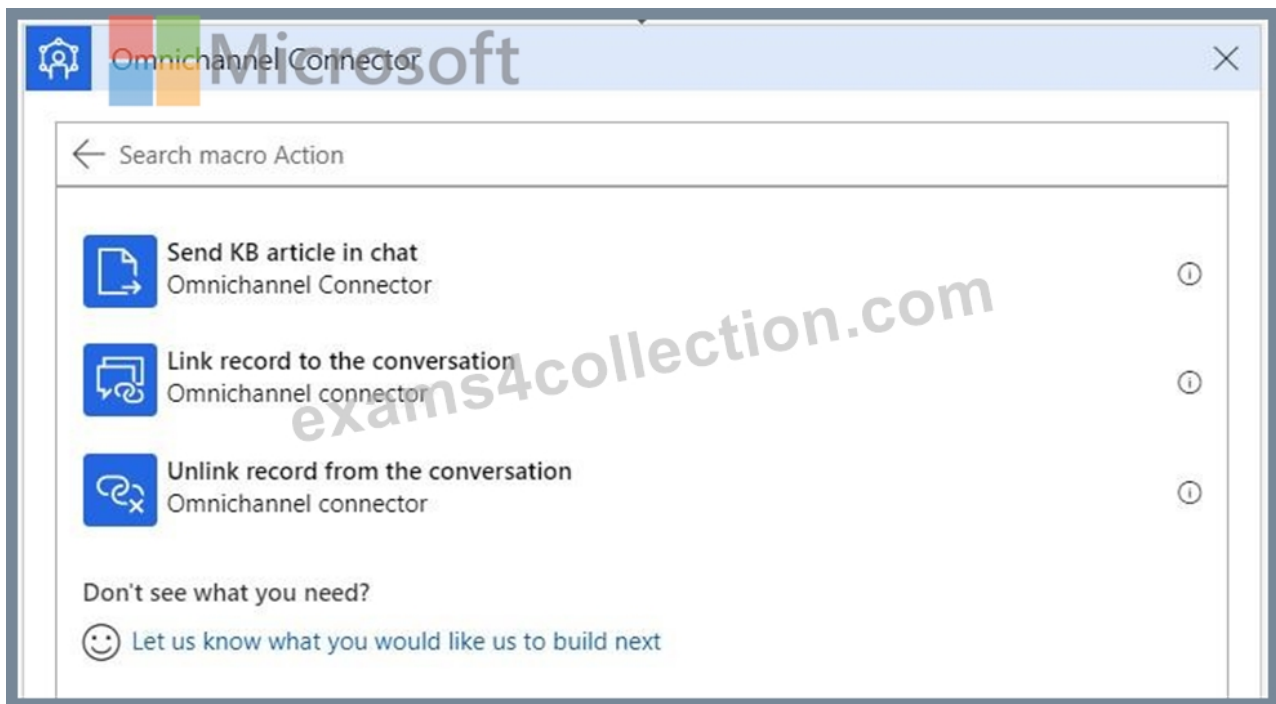 Microsoft
Omnichannel Connector
Search macro Action
Send KB article in chat
Omnichannel Connector
Link record to the conversation
Omnichannel connector
exams4collection.com
Unlink record from the conversation
Omnichannel connector
Don't see what you need?
Let us know what you would like us to build next